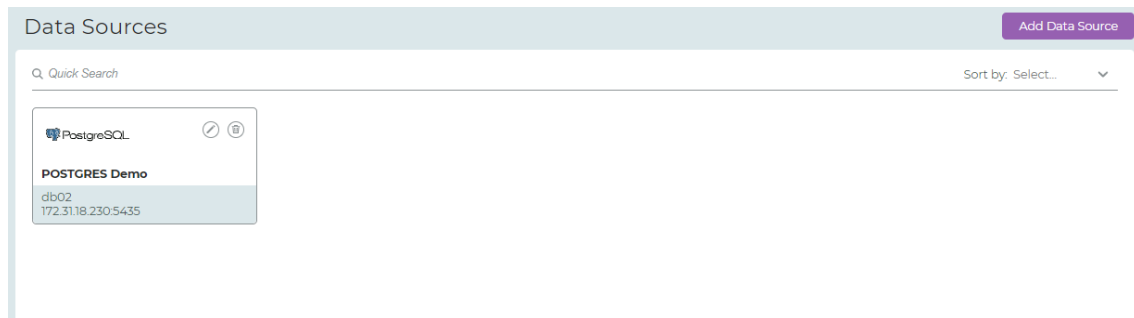 Data Sources
Add Data Source
Quick Search
Sort by: Select...
PostgreSQL
POSTGRES Demo
db02
172.31.18.230:5435